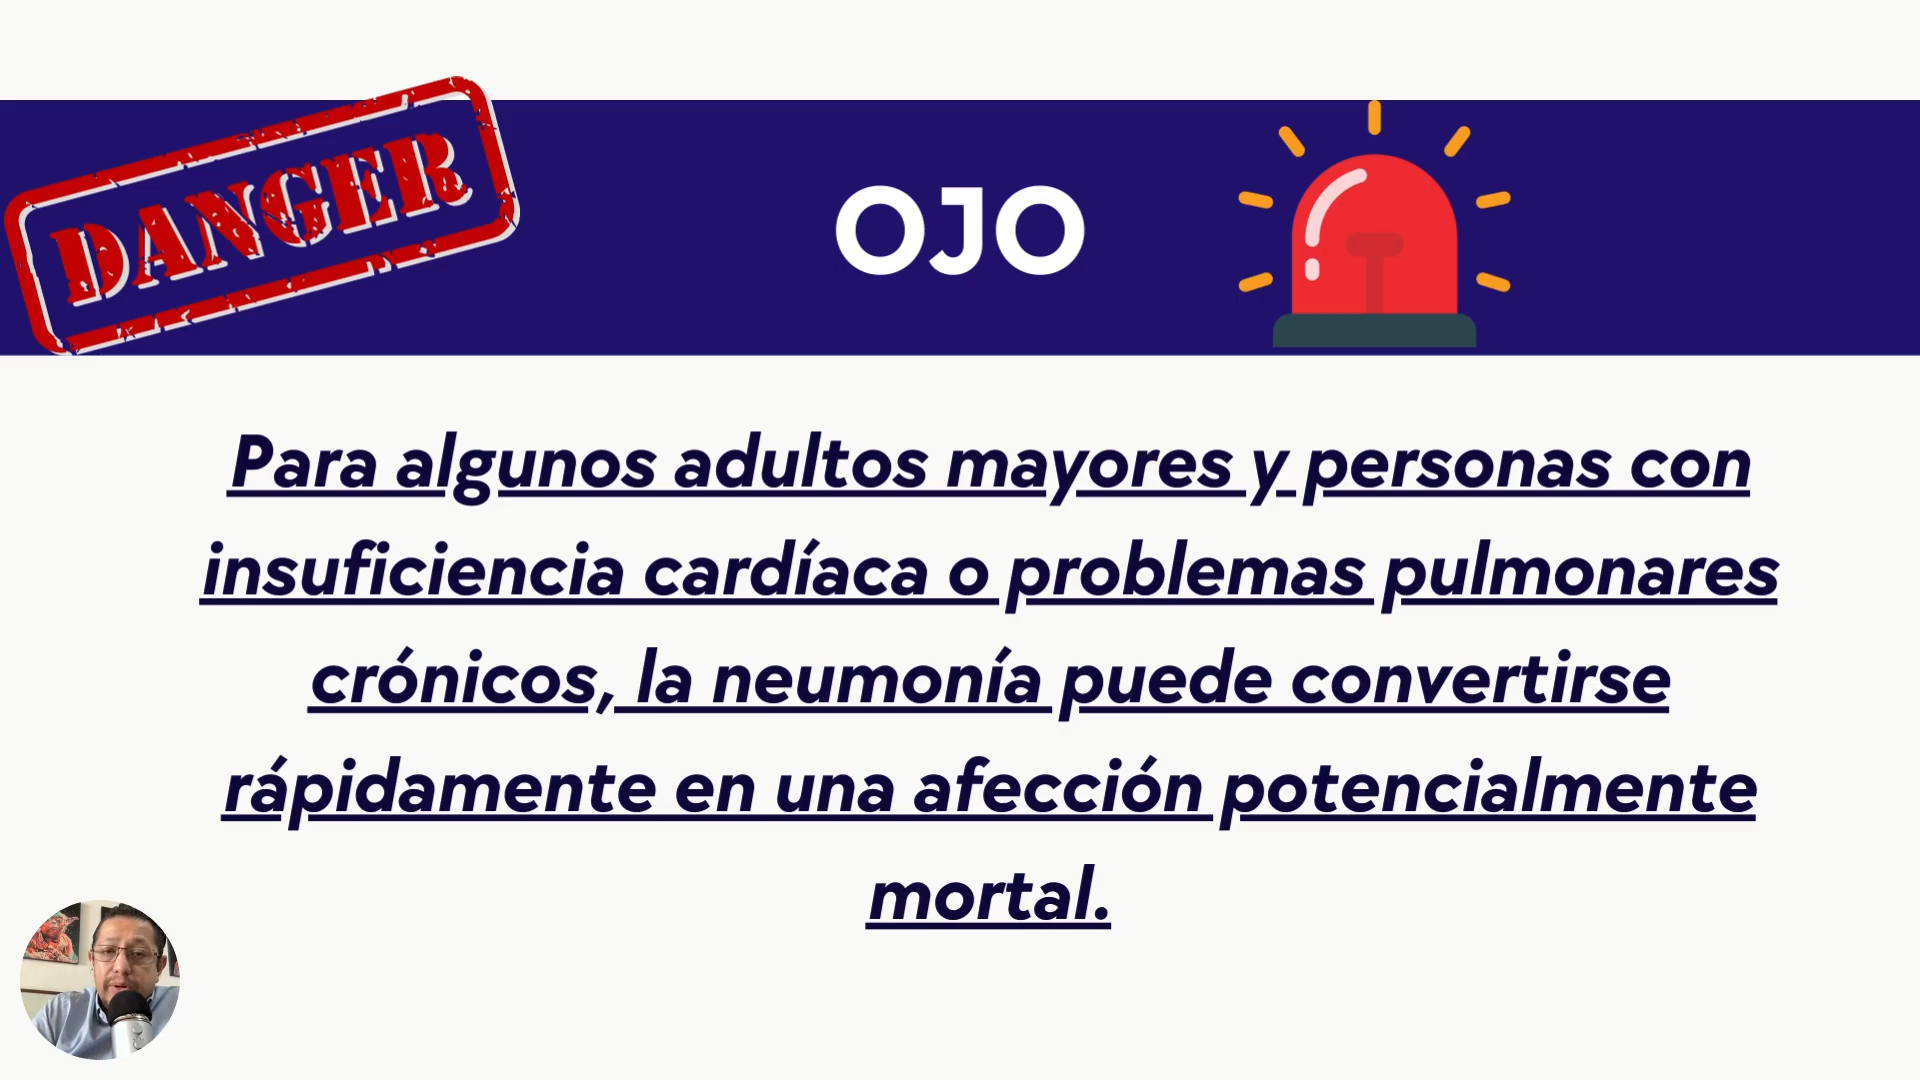 DANGER
OJO
Para algunos adultos mayores y personas con
insuficiencia cardíaca o problemas pulmonares
crónicos, la neumonía puede convertirse
rápidamente en una afección potencialmente
mortal.